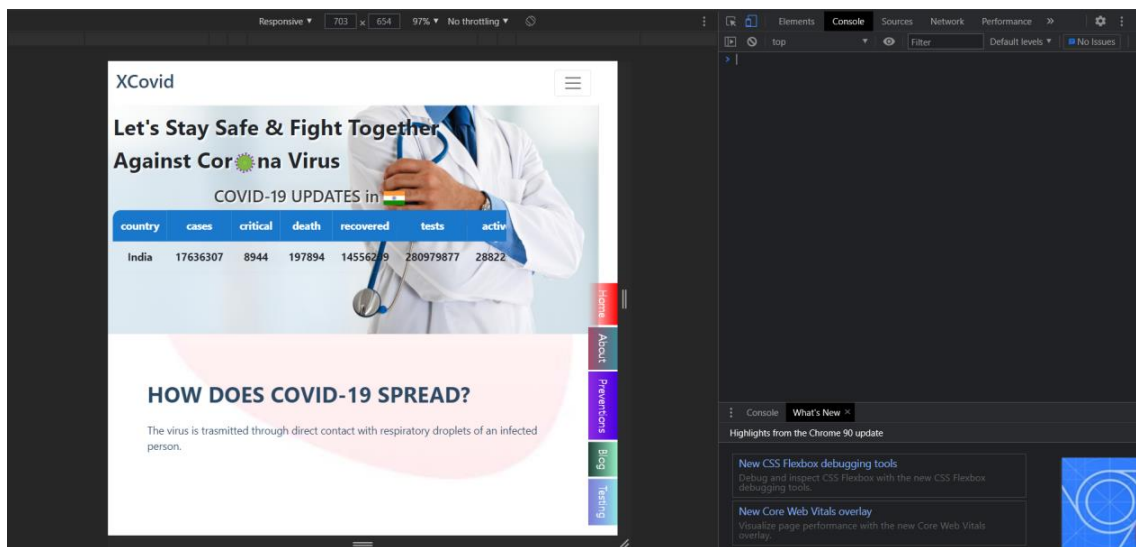 Responsive ▼ 703 x 654 97% ▼ No throttling ▼
Elements Console Sources Network Performance »
top ▼ Filter Default levels ▼ No Issues
XCovid
Let's Stay Safe & Fight Together
Against Cor na Virus
COVID-19 UPDATES in
country cases critical death recovered tests activ
India 17636307 8944 197894 280979877 28822
Home
About
Preventions
Blog
Testing
HOW DOES COVID-19 SPREAD?
The virus is trasmitted through direct contact with respiratory droplets of an infected
person.
Console What's New ×
Highlights from the Chrome 90 update
New CSS Flexbox debugging tools
Debug and inspect CSS Flexbox with the new CSS Flexbox
debugging tools.
New Core Web Vitals overlay
Visualize page performance with the new Core Web Vitals
overlay.